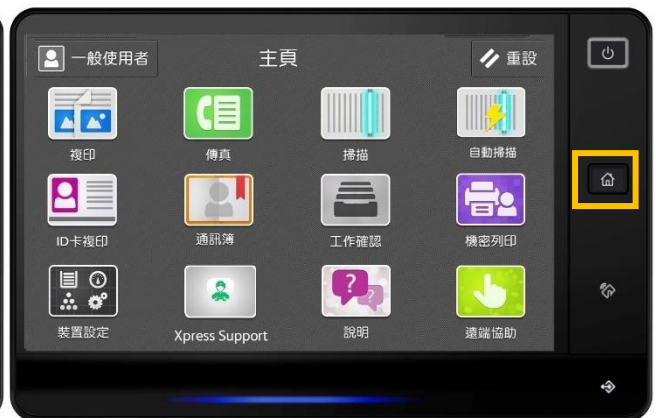 一般使用者
主頁
重設
複印
傳真
掃描
自動掃描
ID卡複印
通訊簿
工作確認
機密列印
裝置設定
Xpress Support
說明
遠端協助